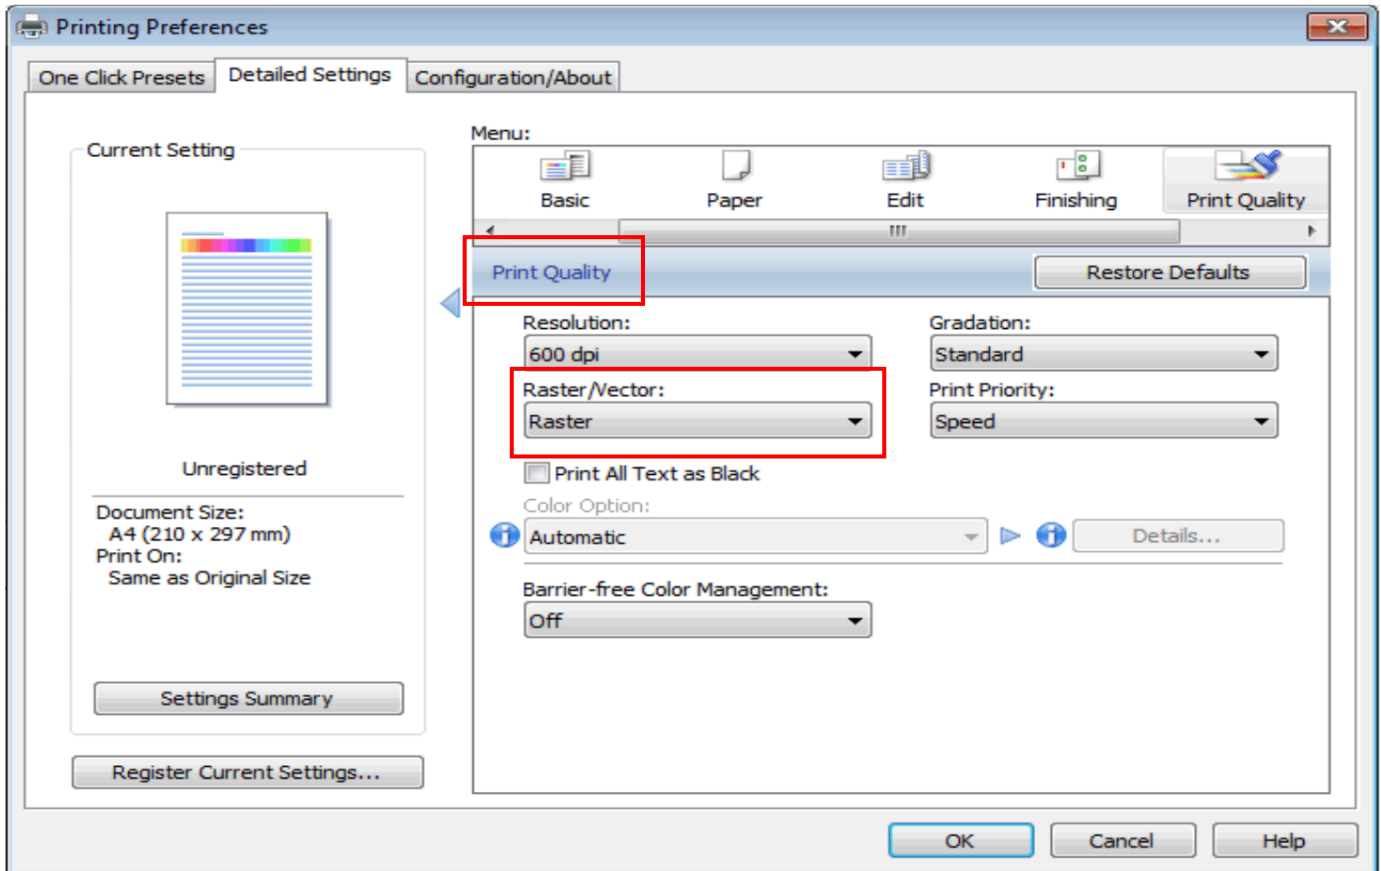 Printing Preferences
One Click Presets
Detailed Settings
Configuration/About
Current Setting
Unregistered
Document Size:
A4 (210 x 297 mm)
Print On:
Same as Original Size
Settings Summary
Register Current Settings...
Menu:
Basic
Paper
Edit
Finishing
Print Quality
Print Quality
Restore Defaults
Resolution:
600 dpi
Gradation:
Standard
Raster/Vector:
Raster
Print Priority:
Speed
Print All Text as Black
Color Option:
Automatic
Details...
Barrier-free Color Management:
Off
OK
Cancel
Help